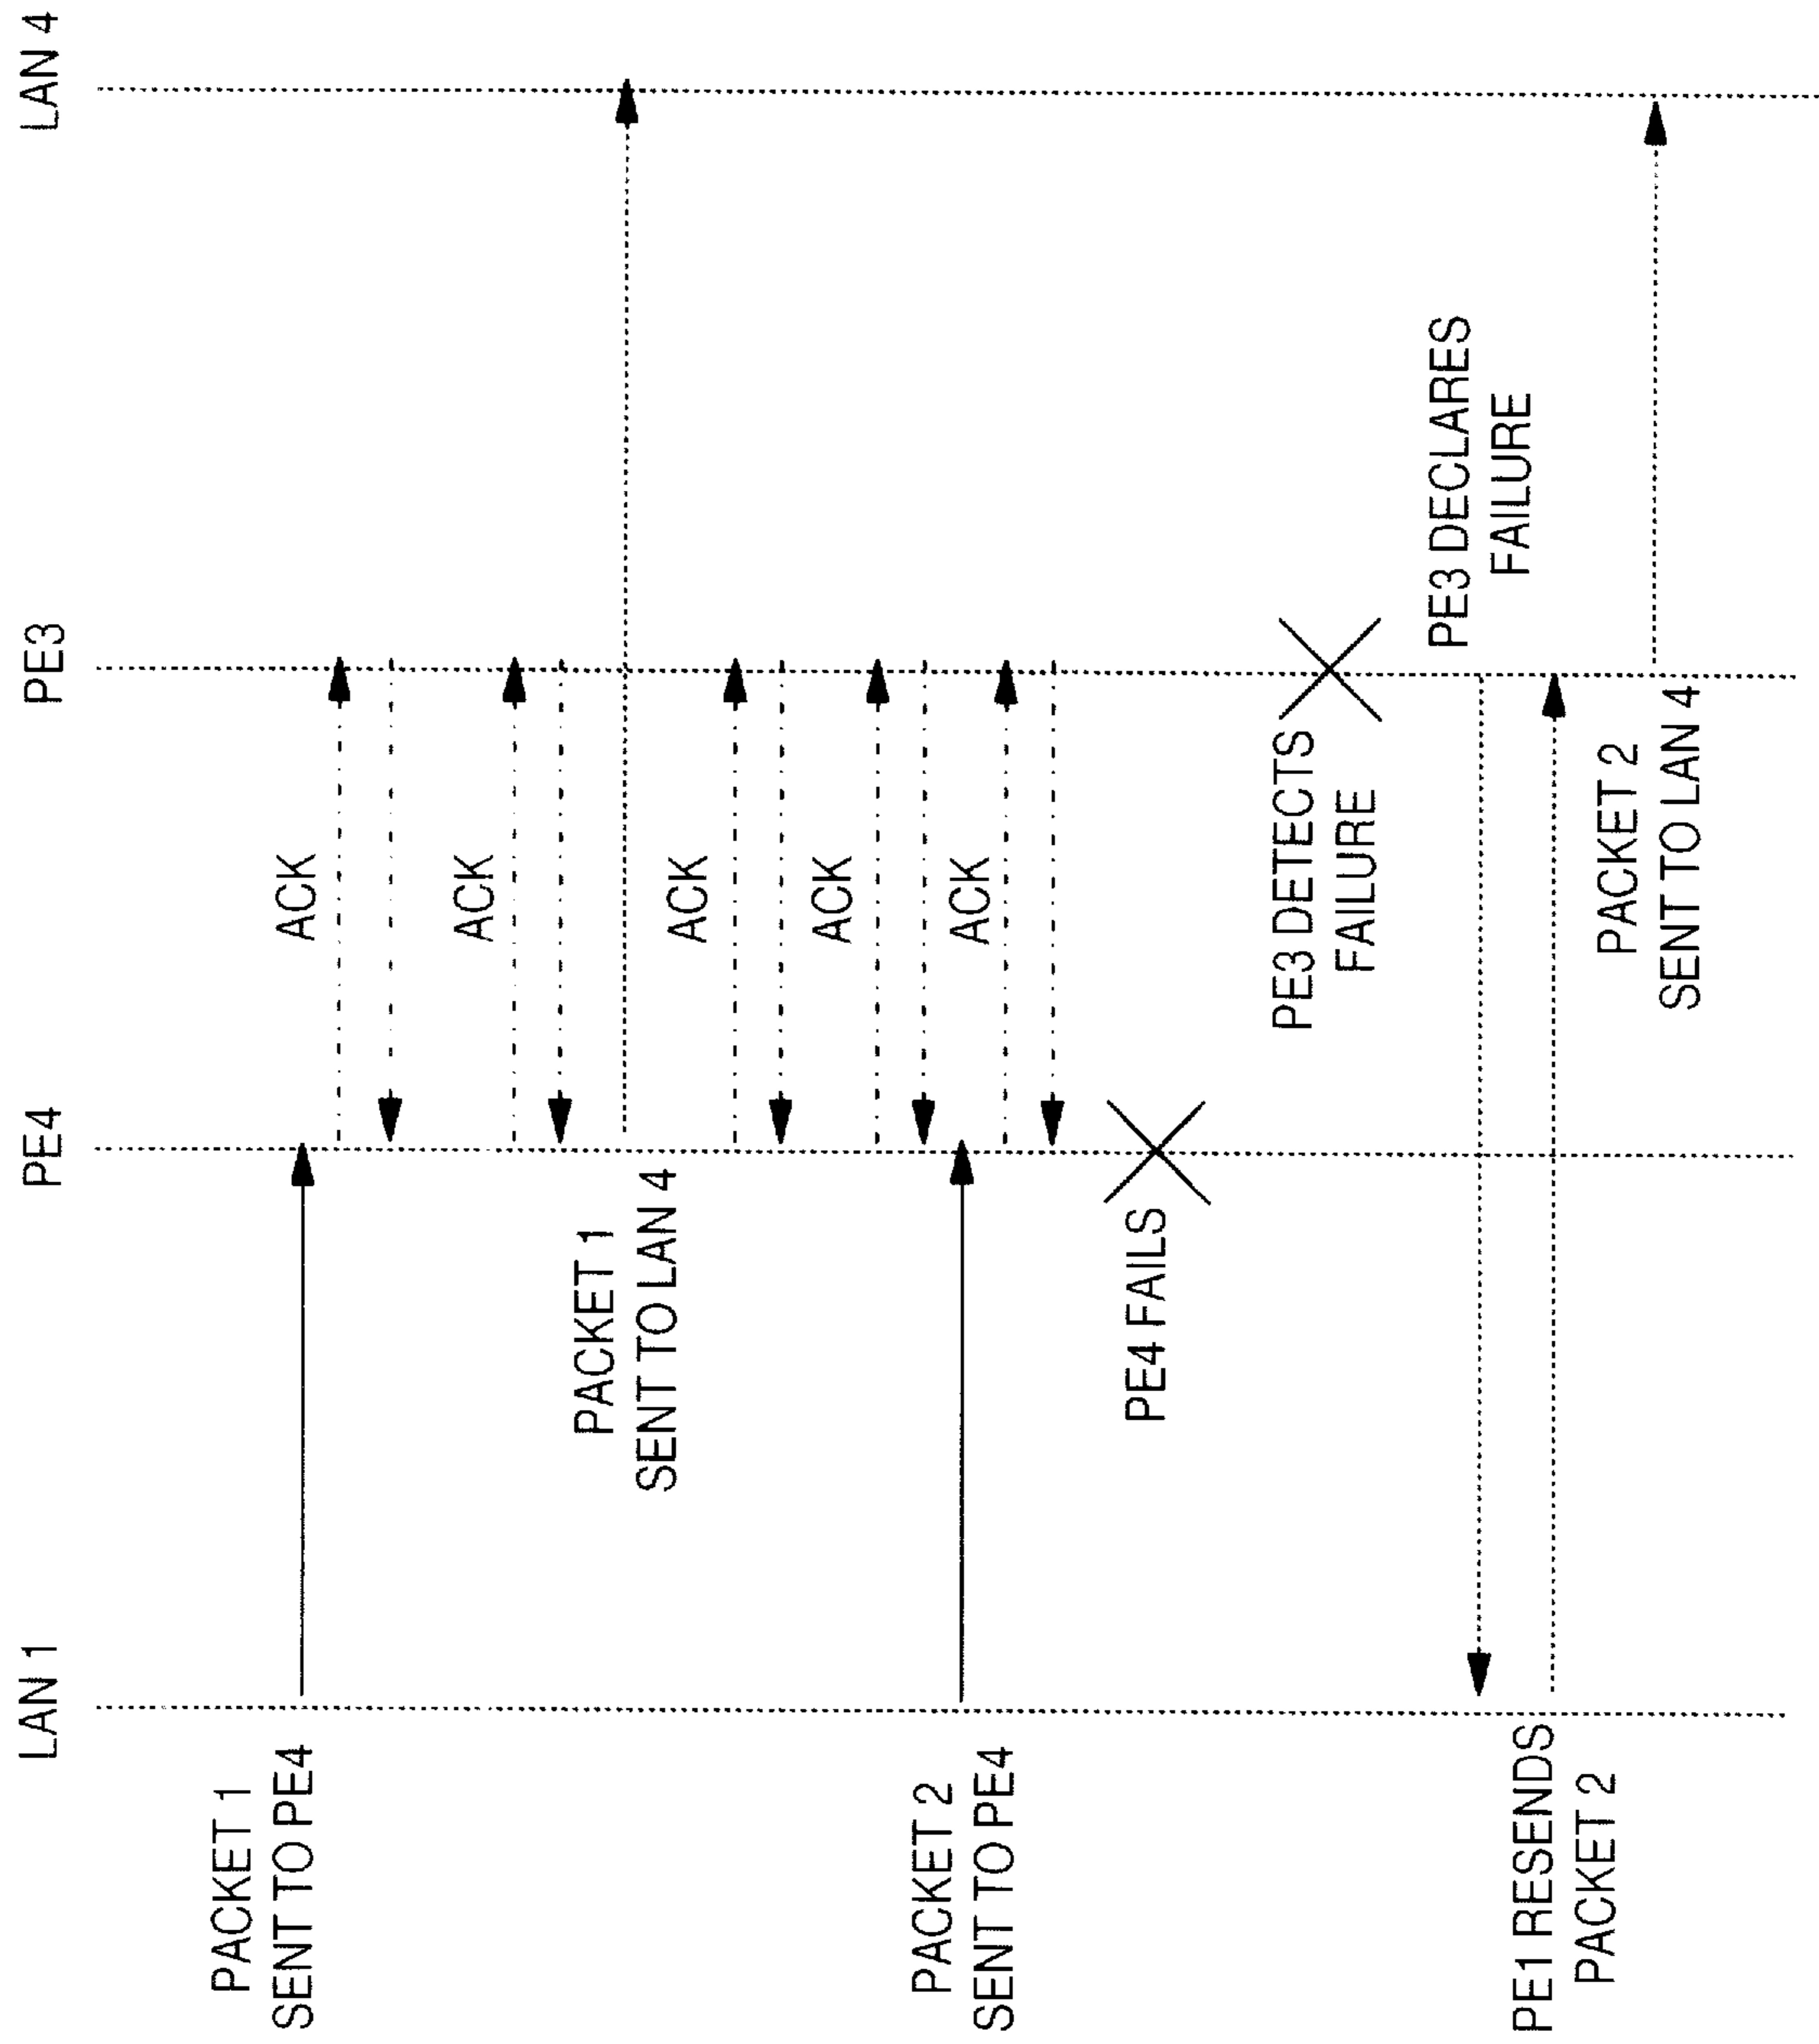 LAN 1
PE4
PE3
LAN 4
PACKET 1
SENT TO PE4
ACK
ACK
PACKET 1
SENT TO LAN 4
ACK
ACK
PACKET 2
SENT TO PE4
ACK
PE4 FAILS
PE3 DETECTS
FAILURE
PE3 DECLARES
FAILURE
PE1 RESENDS
PACKET 2
PACKET 2
SENT TO LAN 4